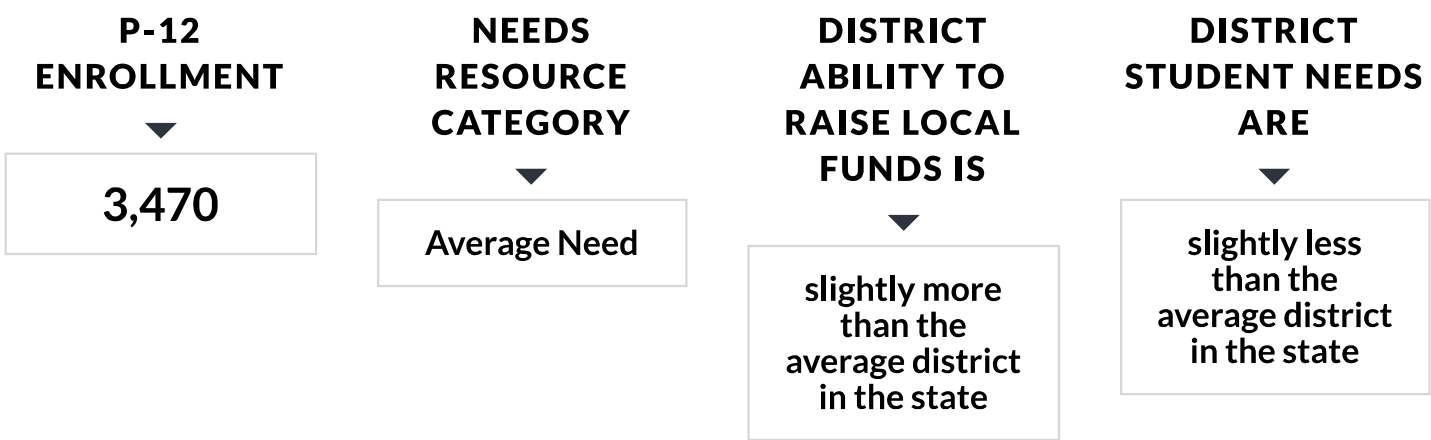 P-12
ENROLLMENT
3,470
NEEDS
RESOURCE
CATEGORY
Average Need
DISTRICT
ABILITY TO
RAISE LOCAL
FUNDS IS
slightly more
than the
average district
in the state
DISTRICT
STUDENT NEEDS
ARE
slightly less
than the
average district
in the state